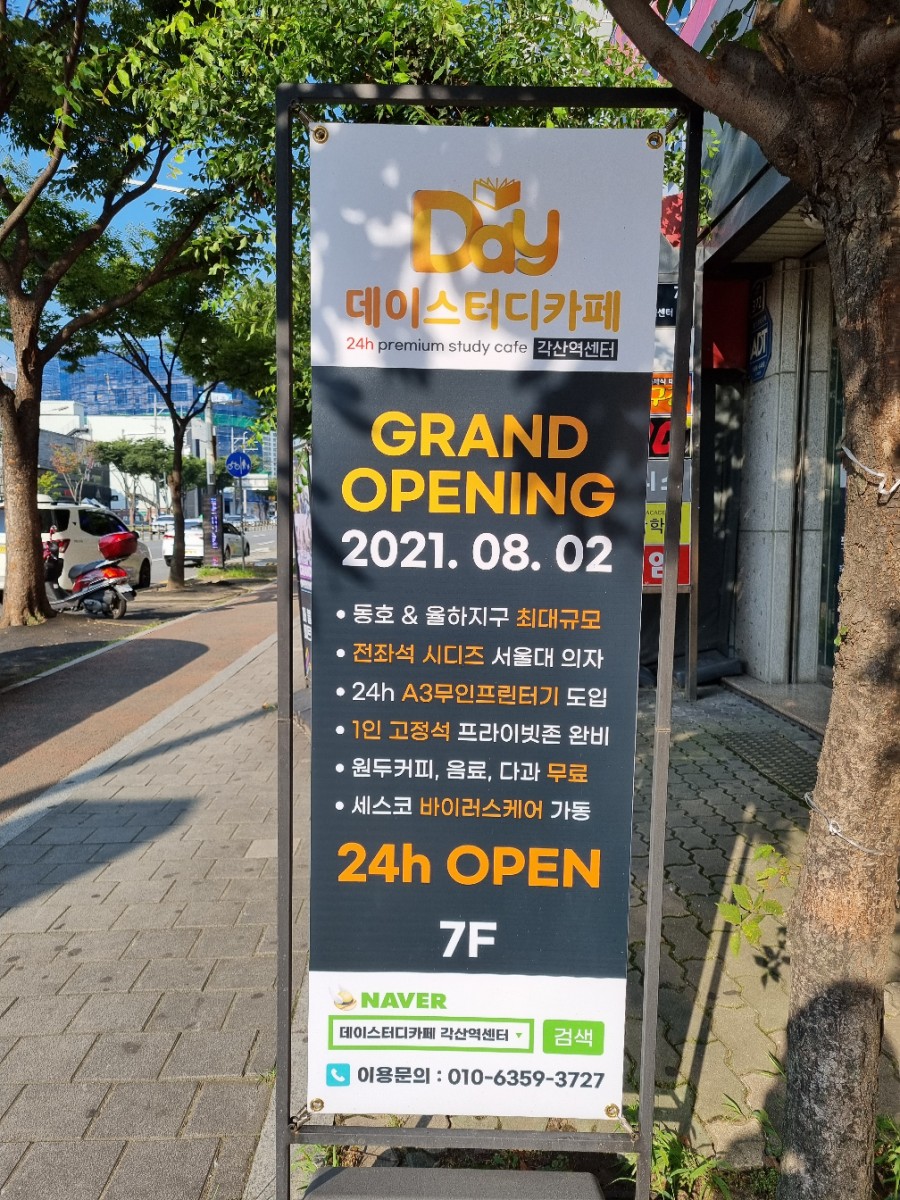 Day
데이스터디카페
24h premium study cafe 각산역센터
GRAND
OPENING
2021. 08. 02
• 동호 & 율하지구 최대규모
• 전좌석 시디즈 서울대 의자
• 24h A3무인프린터기 도입
• 1인 고정석 프라이빗존 완비
• 원두커피, 음료, 다과 무료
• 세스코 바이러스케어 가동
24h OPEN
7F
NAVER
데이스터디카페 각산역센터 검색
이용문의 : 010-6359-3727
ADT